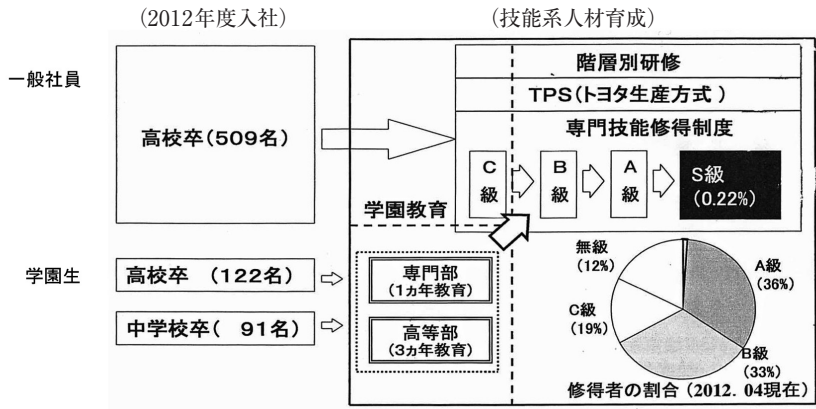 (2012年度入社)
(技能系人材育成)
一般社員
高校卒(509名)
階層別研修
TPS(トヨタ生産方式)
専門技能修得制度
C級
B級
A級
S級
(0.22%)
学園教育
学園生
高校卒 (122名)
中学校卒( 91名)
専門部
(1ヵ年教育)
高等部
(3ヵ年教育)
無級
(12%)
A級
(36%)
C級
(19%)
B級
(33%)
修得者の割合(2012. 04現在)